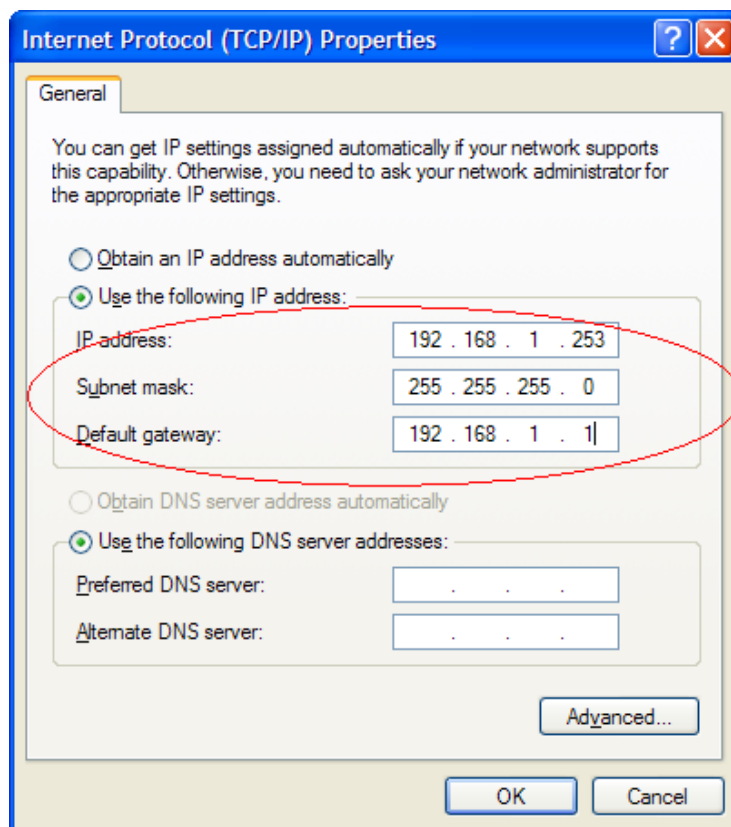 Internet Protocol (TCP/IP) Properties
General
You can get IP settings assigned automatically if your network supports
this capability. Otherwise, you need to ask your network administrator for
the appropriate IP settings.
Obtain an IP address automatically
Use the following IP address:
IP address: 192 . 168 . 1 . 253
Subnet mask: 255 . 255 . 255 . 0
Default gateway: 192 . 168 . 1 . 1
Obtain DNS server address automatically
Use the following DNS server addresses:
Preferred DNS server: . . .
Alternate DNS server: . . .
Advanced...
OK Cancel